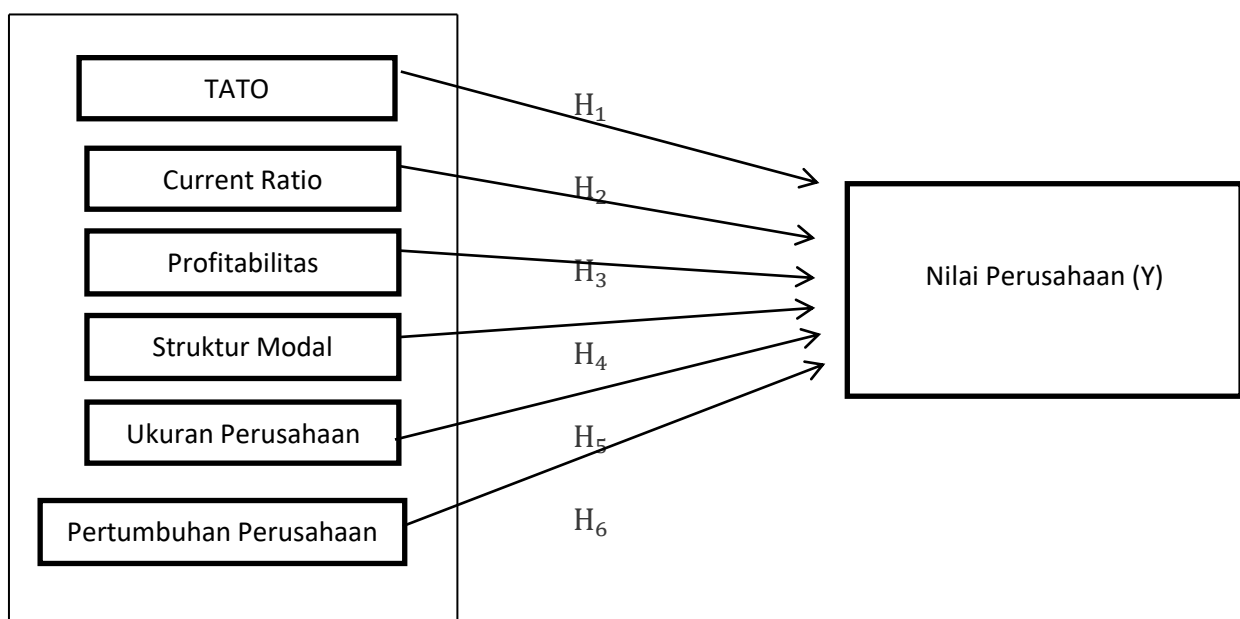 TATO
H₁
Current Ratio
H₂
Profitabilitas
H₃
Struktur Modal
H₄
Ukuran Perusahaan
H₅
Pertumbuhan Perusahaan
H₆
Nilai Perusahaan (Y)